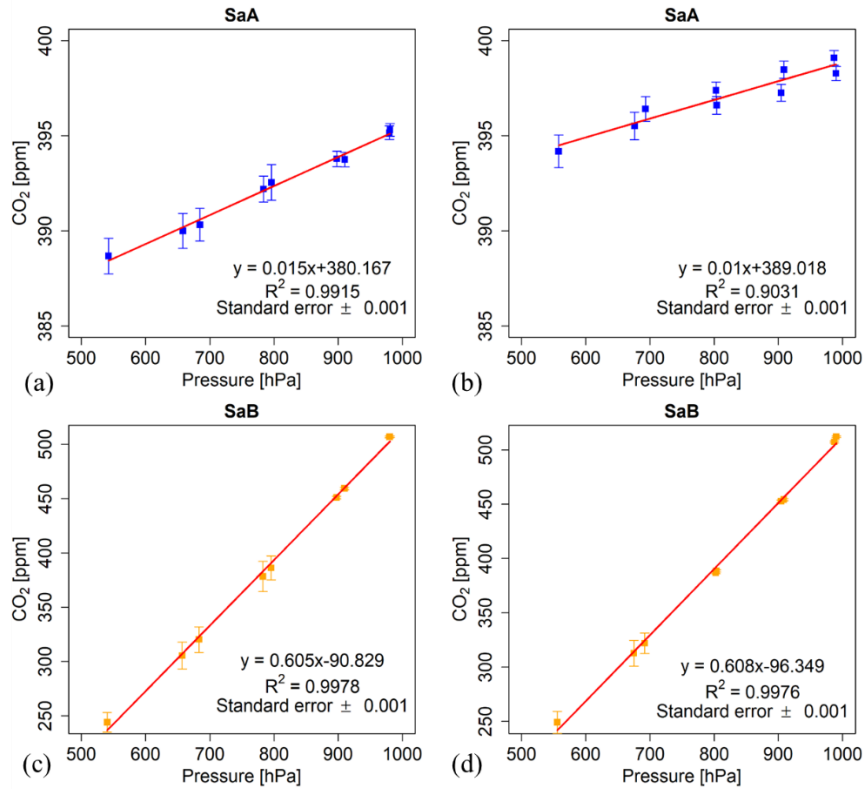 SaA
400
395
390
385
CO₂ [ppm]
y = 0.015x+380.167
R² = 0.9915
Standard error ± 0.001
500 600 700 800 900 1000
(a) Pressure [hPa]
SaA
400
395
390
385
CO₂ [ppm]
y = 0.01x+389.018
R² = 0.9031
Standard error ± 0.001
500 600 700 800 900 1000
(b) Pressure [hPa]
SaB
500
450
400
350
300
250
CO₂ [ppm]
y = 0.605x-90.829
R² = 0.9978
Standard error ± 0.001
500 600 700 800 900 1000
(c) Pressure [hPa]
SaB
500
450
400
350
300
250
CO₂ [ppm]
y = 0.608x-96.349
R² = 0.9976
Standard error ± 0.001
500 600 700 800 900 1000
(d) Pressure [hPa]